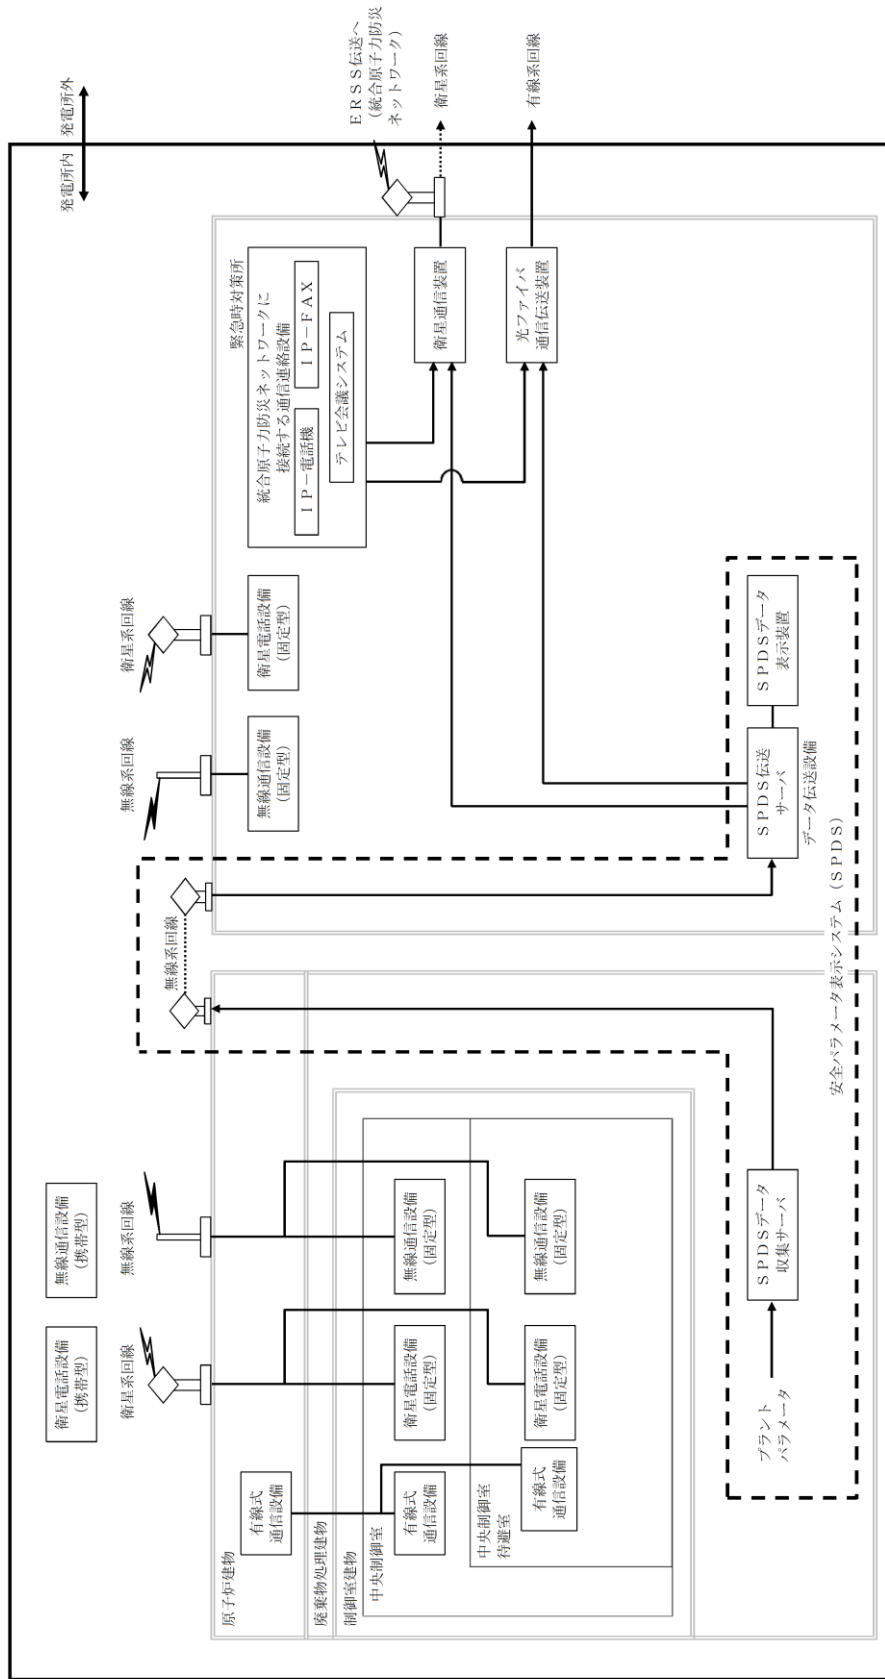 発電所内　発電所外
衛星電話設備
(携帯型)
無線通信設備
(携帯型)
衛星系回線
無線系回線
無線系回線
無線系回線
衛星系回線
ＥＲＳＳ伝送へ
(統合原子力防災
ネットワーク)
衛星系回線
有線系回線
原子炉建物
有線式
通信設備
廃棄物処理建物
制御室建物
中央制御室
有線式
通信設備
衛星電話設備
(固定型)
無線通信設備
(固定型)
中央制御室
待避室
有線式
通信設備
衛星電話設備
(固定型)
無線通信設備
(固定型)
プラント
パラメータ
ＳＰＤＳデータ
収集サーバ
無線通信設備
(固定型)
衛星電話設備
(固定型)
緊急時対策所
統合原子力防災ネットワークに
接続する通信連絡設備
ＩＰ－電話機
ＩＰ－ＦＡＸ
テレビ会議システム
衛星通信装置
光ファイバ
通信伝送装置
ＳＰＤＳ伝送
サーバ
データ伝送設備
ＳＰＤＳデータ
表示装置
安全パラメータ表示システム（ＳＰＤＳ）